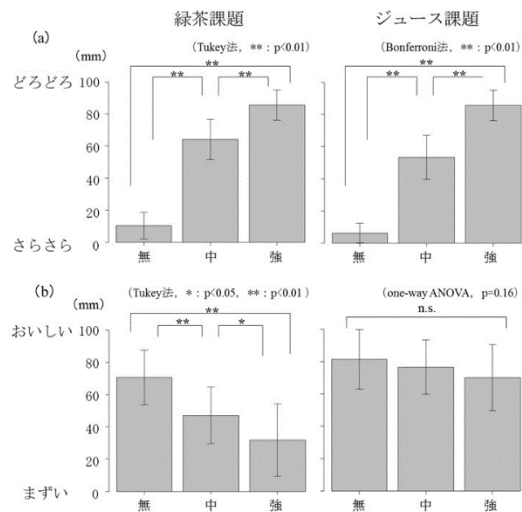 緑茶課題 ジュース課題
(a)
(mm) (Tukey法, **：p<0.01) (Bonferroni法, **：p<0.01)
** **
どろどろ 100 ** ** ** **
80
60
40
20
さらさら 0
無 中 強 無 中 強
(b)
(mm) (Tukey法, *：p<0.05, **：p<0.01) (one-way ANOVA, p=0.16)
** n.s.
おいしい 100 ** *
80
60
40
20
まずい 0
無 中 強 無 中 強